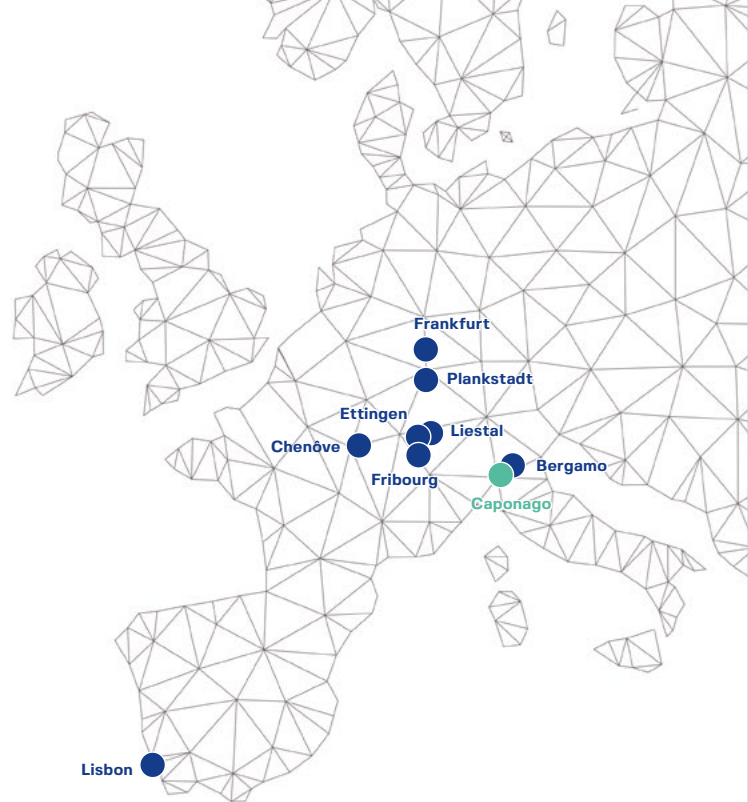 Frankfurt
Plankstadt
Ettingen
Liestal
Chenôve
Bergamo
Fribourg
Caponago
Lisbon